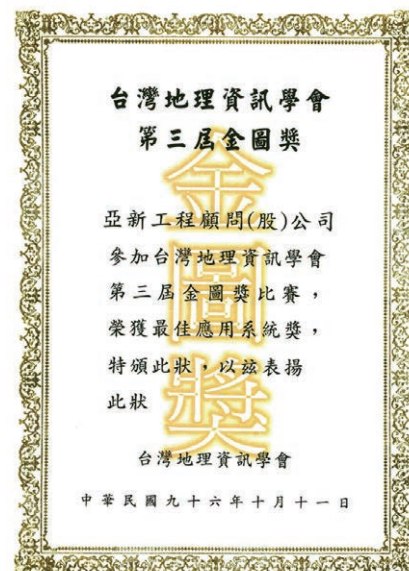 台灣地理資訊學會
第三屆金圖獎
金圖獎
亞新工程顧問(股)公司
參加台灣地理資訊學會
第三屆金圖獎比賽，
榮獲最佳應用系統獎，
特頒此狀，以茲表揚
此狀
台灣地理資訊學會
中華民國九十六年十月十一日